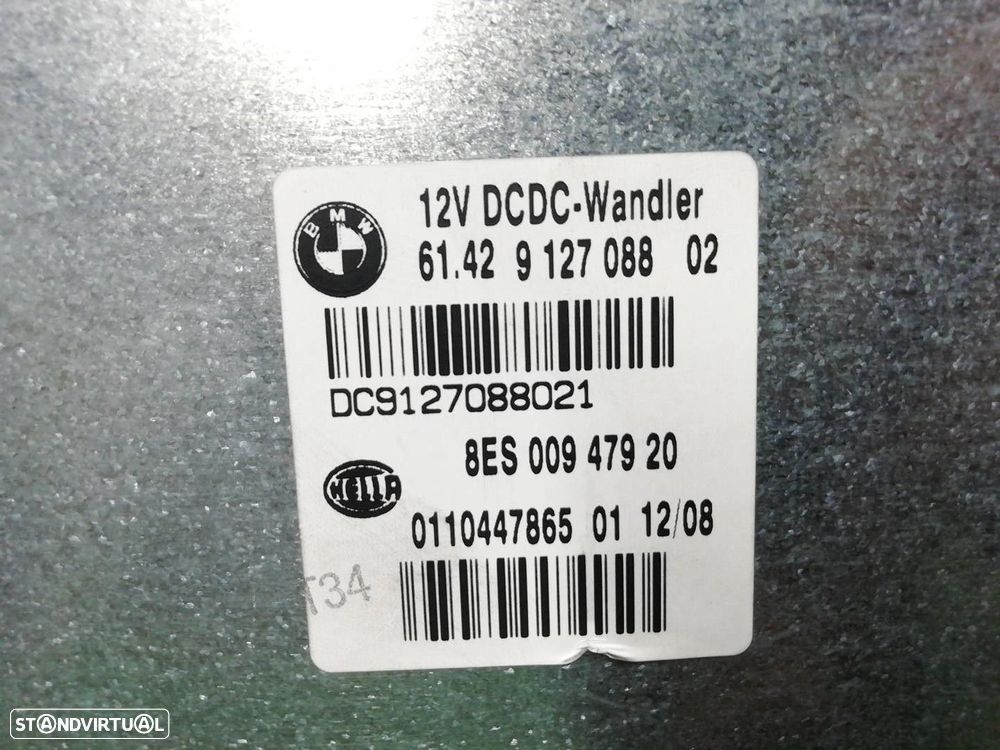 12V DCDC-Wandler
BMW
61.42 9 127 088 02
DC9127088021
8ES 009 479 20
HELLA
0110447865 01 12/08
T34
STANDVIRTUAL